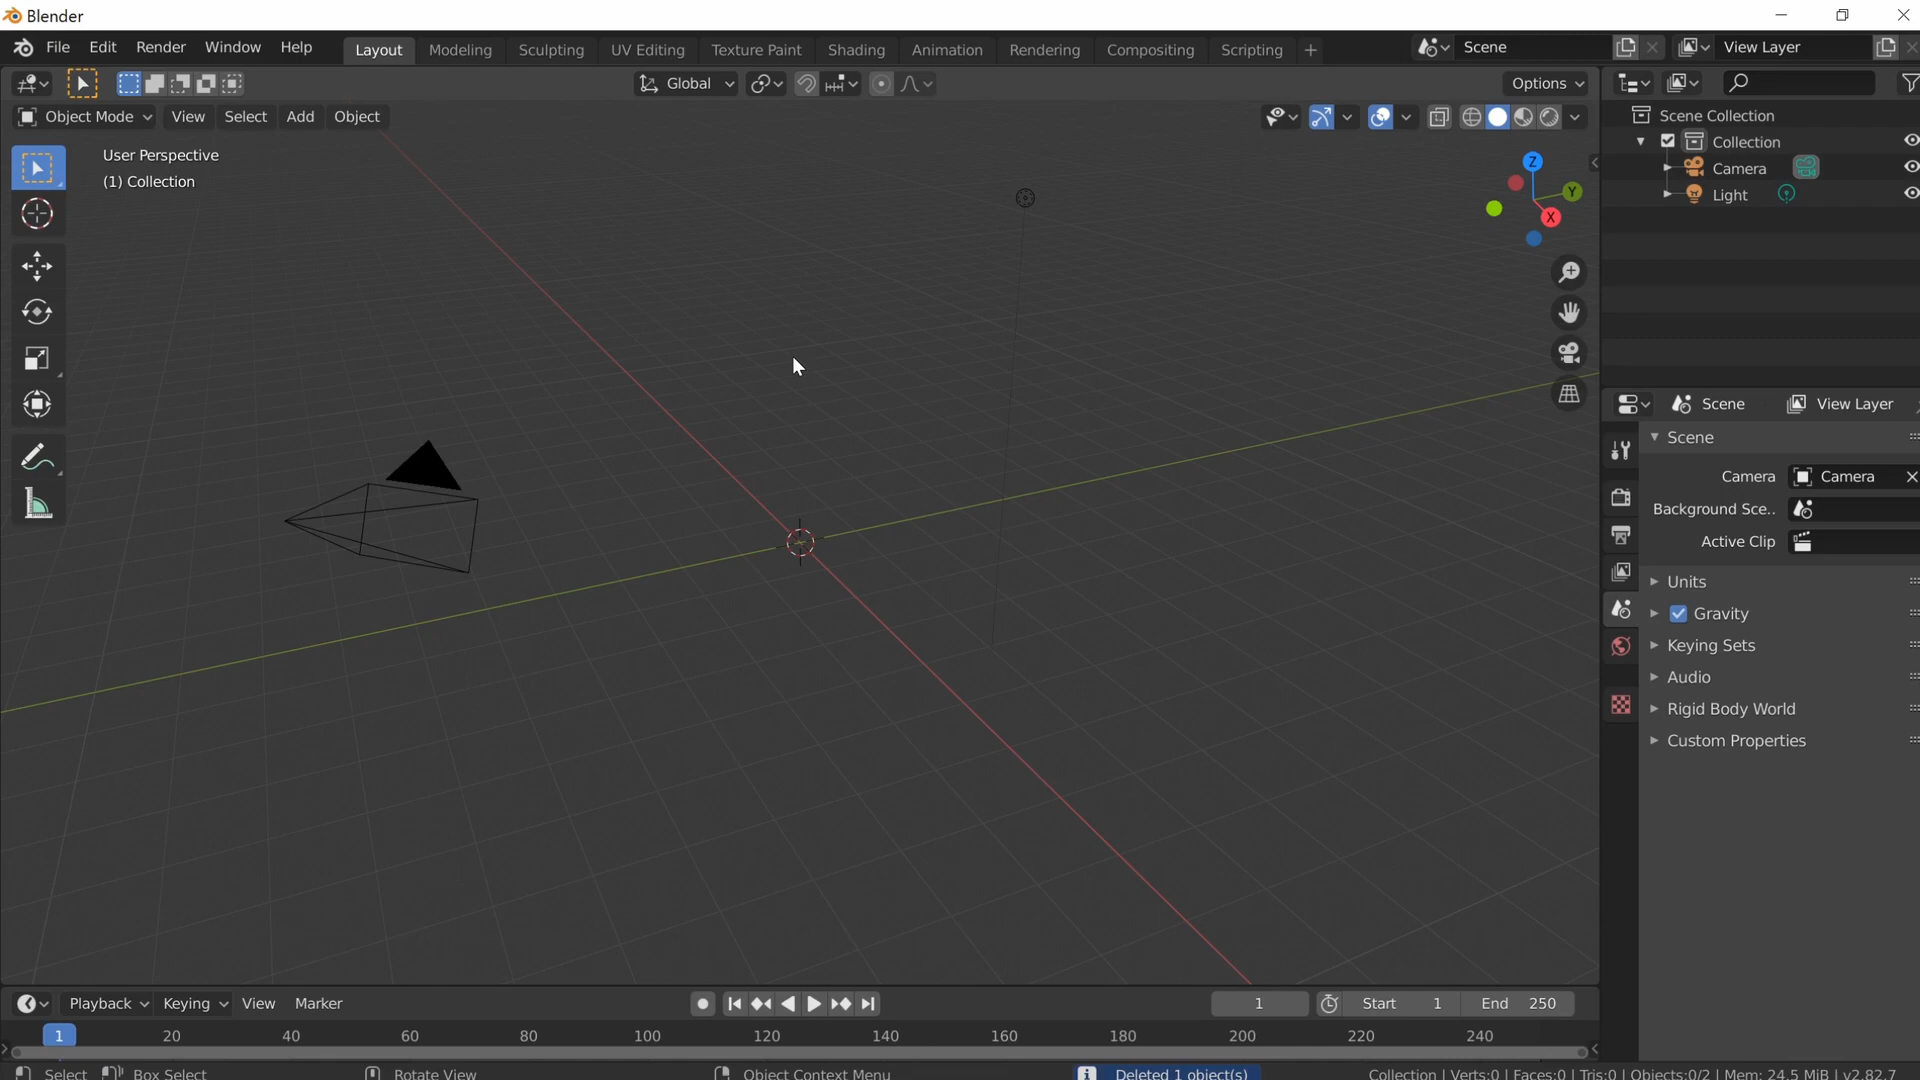 Blender
File Edit Render Window Help Layout Modeling Sculpting UV Editing Texture Paint Shading Animation Rendering Compositing Scripting + Scene View Layer
Global Options
Object Mode View Select Add Object
User Perspective
(1) Collection
Z
Y
X
Scene Collection
Collection
Camera
Light
Scene View Layer
Scene
Camera Camera
Background Sce..
Active Clip
Units
Gravity
Keying Sets
Audio
Rigid Body World
Custom Properties
Playback Keying View Marker 1 Start 1 End 250
1 20 40 60 80 100 120 140 160 180 200 220 240
Select Box Select Rotate View Object Context Menu Deleted 1 object(s) Collection | Verts:0 | Faces:0 | Tris:0 | Objects:0/2 | Mem: 24.5 MiB | v2.82.7